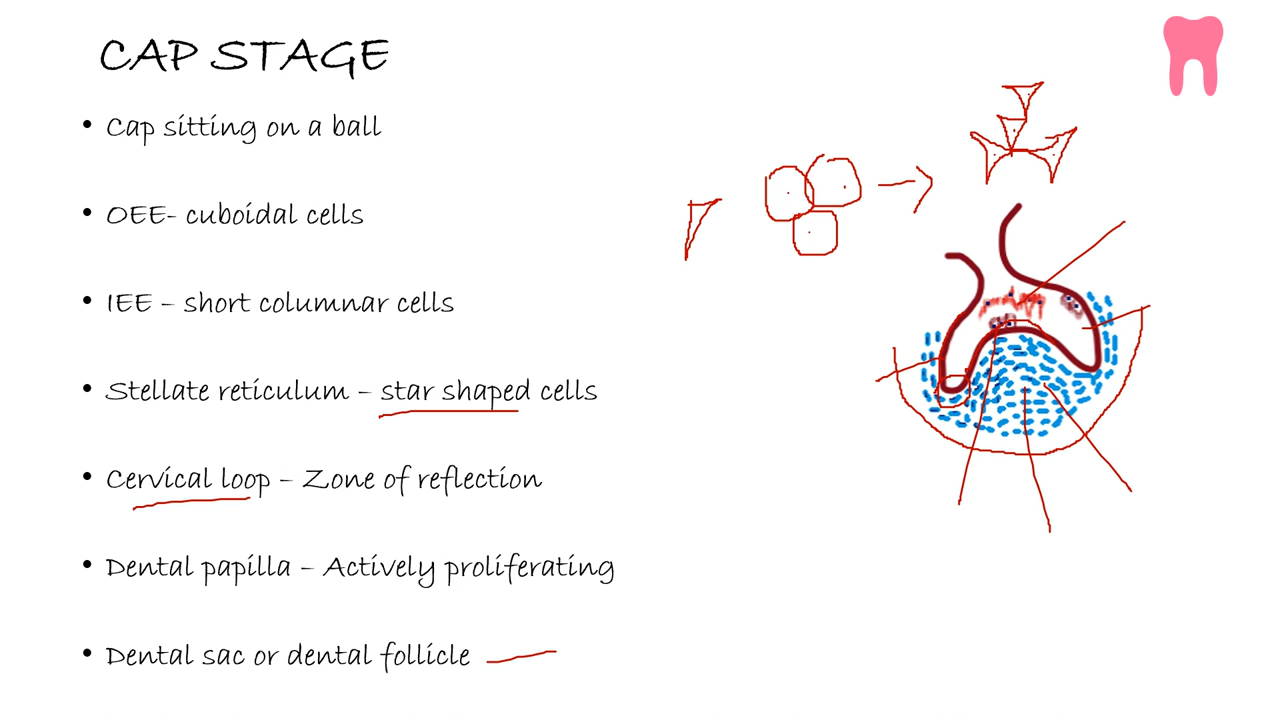 CAP STAGE
• Cap sitting on a ball
• OEE- cuboidal cells
• IEE – short columnar cells
• Stellate reticulum – star shaped cells
• Cervical loop – Zone of reflection
• Dental papilla – Actively proliferating
• Dental sac or dental follicle